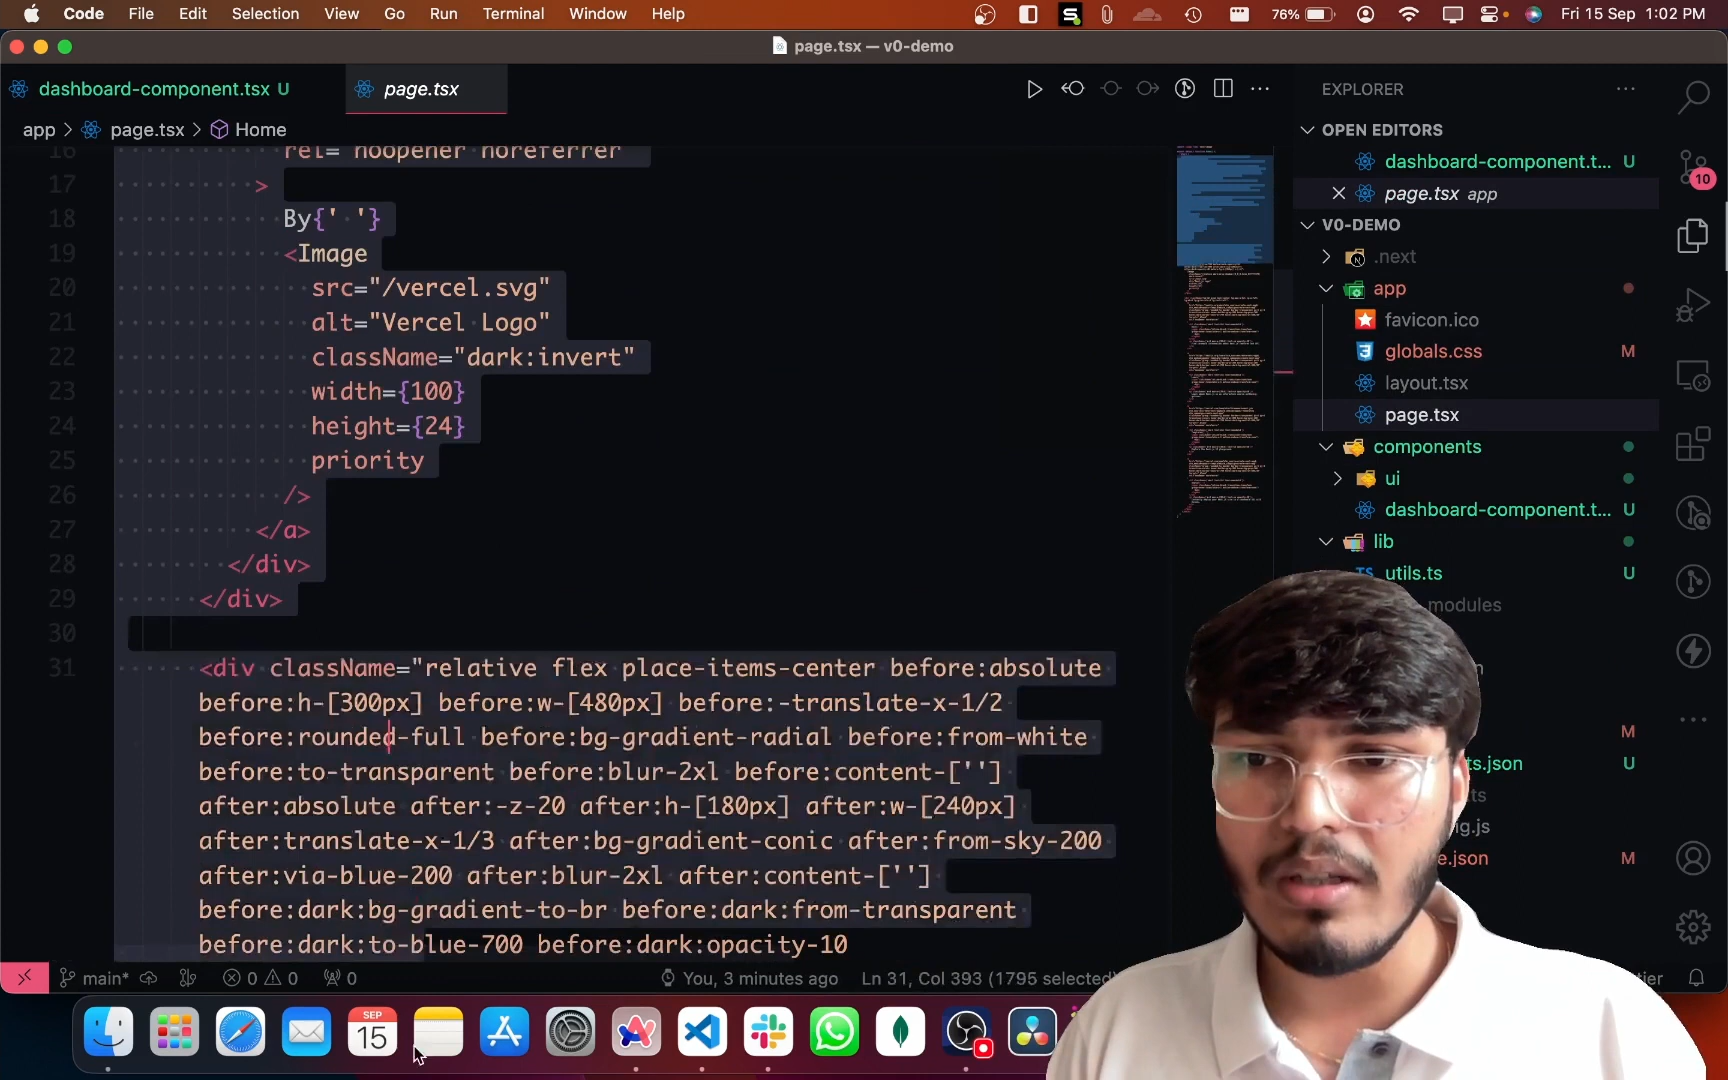 Code File Edit Selection View Go Run Terminal Window Help 76% Fri 15 Sep 1:02 PM
page.tsx — v0-demo
dashboard-component.tsx U page.tsx
app > page.tsx > Home
16 rel="noopener noreferrer"
17 >
18 By{' '}
19 <Image
20 src="/vercel.svg"
21 alt="Vercel Logo"
22 className="dark:invert"
23 width={100}
24 height={24}
25 priority
26 />
27 </a>
28 </div>
29 </div>
30
31 <div className="relative flex place-items-center before:absolute
before:h-[300px] before:w-[480px] before:-translate-x-1/2
before:rounded-full before:bg-gradient-radial before:from-white
before:to-transparent before:blur-2xl before:content-['']
after:absolute after:-z-20 after:h-[180px] after:w-[240px]
after:translate-x-1/3 after:bg-gradient-conic after:from-sky-200
after:via-blue-200 after:blur-2xl after:content-['']
before:dark:bg-gradient-to-br before:dark:from-transparent
before:dark:to-blue-700 before:dark:opacity-10
EXPLORER
OPEN EDITORS
dashboard-component.t... U
page.tsx app
V0-DEMO
.next
app
favicon.ico
globals.css M
layout.tsx
page.tsx
components
ui
dashboard-component.t... U
lib
TS utils.ts U
modules
M
ts.json U
ts
ig.js
e.json M
10
main* 0 0 0 You, 3 minutes ago Ln 31, Col 393 (1795 selected
tier
SEP
15